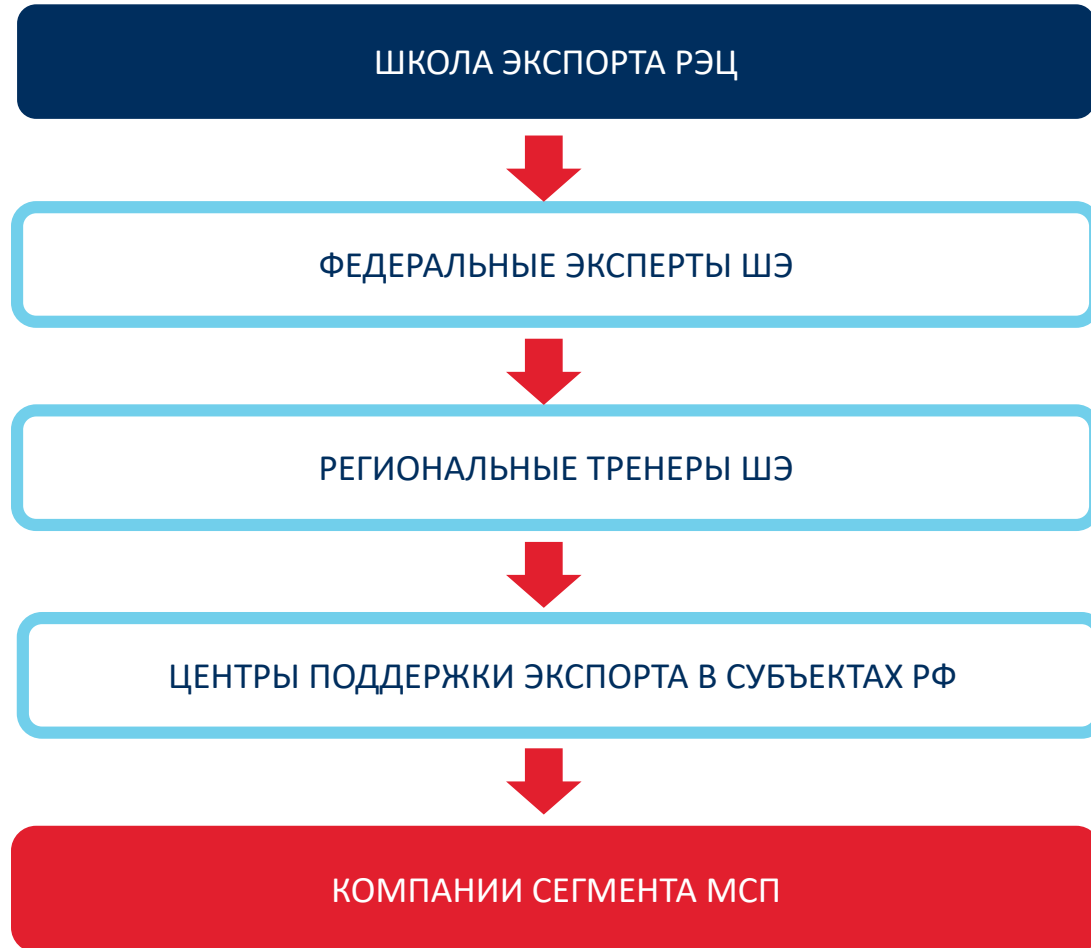 ШКОЛА ЭКСПОРТА РЭЦ
ФЕДЕРАЛЬНЫЕ ЭКСПЕРТЫ ШЭ
РЕГИОНАЛЬНЫЕ ТРЕНЕРЫ ШЭ
ЦЕНТРЫ ПОДДЕРЖКИ ЭКСПОРТА В СУБЪЕКТАХ РФ
КОМПАНИИ СЕГМЕНТА МСП